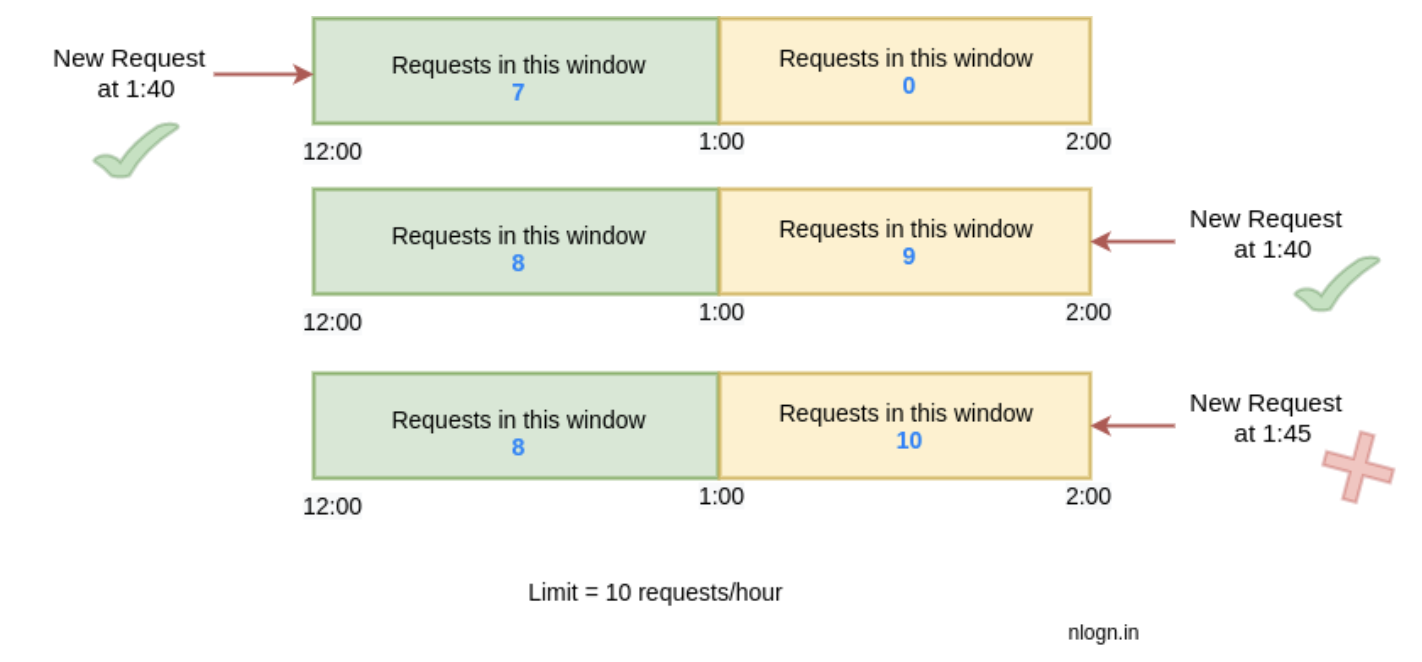 New Request
at 1:40
Requests in this window
7
Requests in this window
0
12:00
1:00
2:00
Requests in this window
8
Requests in this window
9
New Request
at 1:40
12:00
1:00
2:00
Requests in this window
8
Requests in this window
10
New Request
at 1:45
12:00
1:00
2:00
Limit = 10 requests/hour
nlogn.in